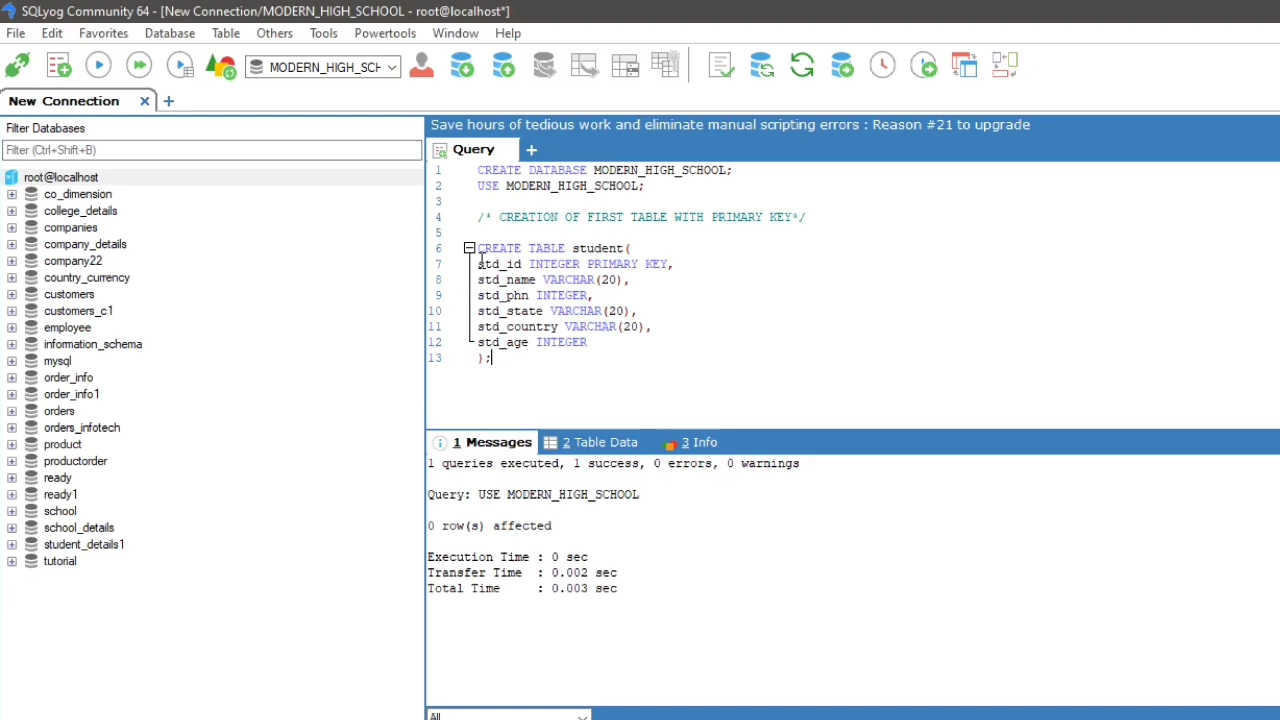 SQLyog Community 64 - [New Connection/MODERN_HIGH_SCHOOL - root@localhost*]
File Edit Favorites Database Table Others Tools Powertools Window Help
MODERN_HIGH_SCH
New Connection
Filter Databases
Filter (Ctrl+Shift+B)
root@localhost
co_dimension
college_details
companies
company_details
company22
country_currency
customers
customers_c1
employee
information_schema
mysql
order_info
order_info1
orders
orders_infotech
product
productorder
ready
ready1
school
school_details
student_details1
tutorial
Save hours of tedious work and eliminate manual scripting errors : Reason #21 to upgrade
Query
1 CREATE DATABASE MODERN_HIGH_SCHOOL;
2 USE MODERN_HIGH_SCHOOL;
3
4 /* CREATION OF FIRST TABLE WITH PRIMARY KEY*/
5
6 CREATE TABLE student(
7 std_id INTEGER PRIMARY KEY,
8 std_name VARCHAR(20),
9 std_phn INTEGER,
10 std_state VARCHAR(20),
11 std_country VARCHAR(20),
12 std_age INTEGER
13 );
1 Messages 2 Table Data 3 Info
1 queries executed, 1 success, 0 errors, 0 warnings
Query: USE MODERN_HIGH_SCHOOL
0 row(s) affected
Execution Time : 0 sec
Transfer Time : 0.002 sec
Total Time : 0.003 sec
All